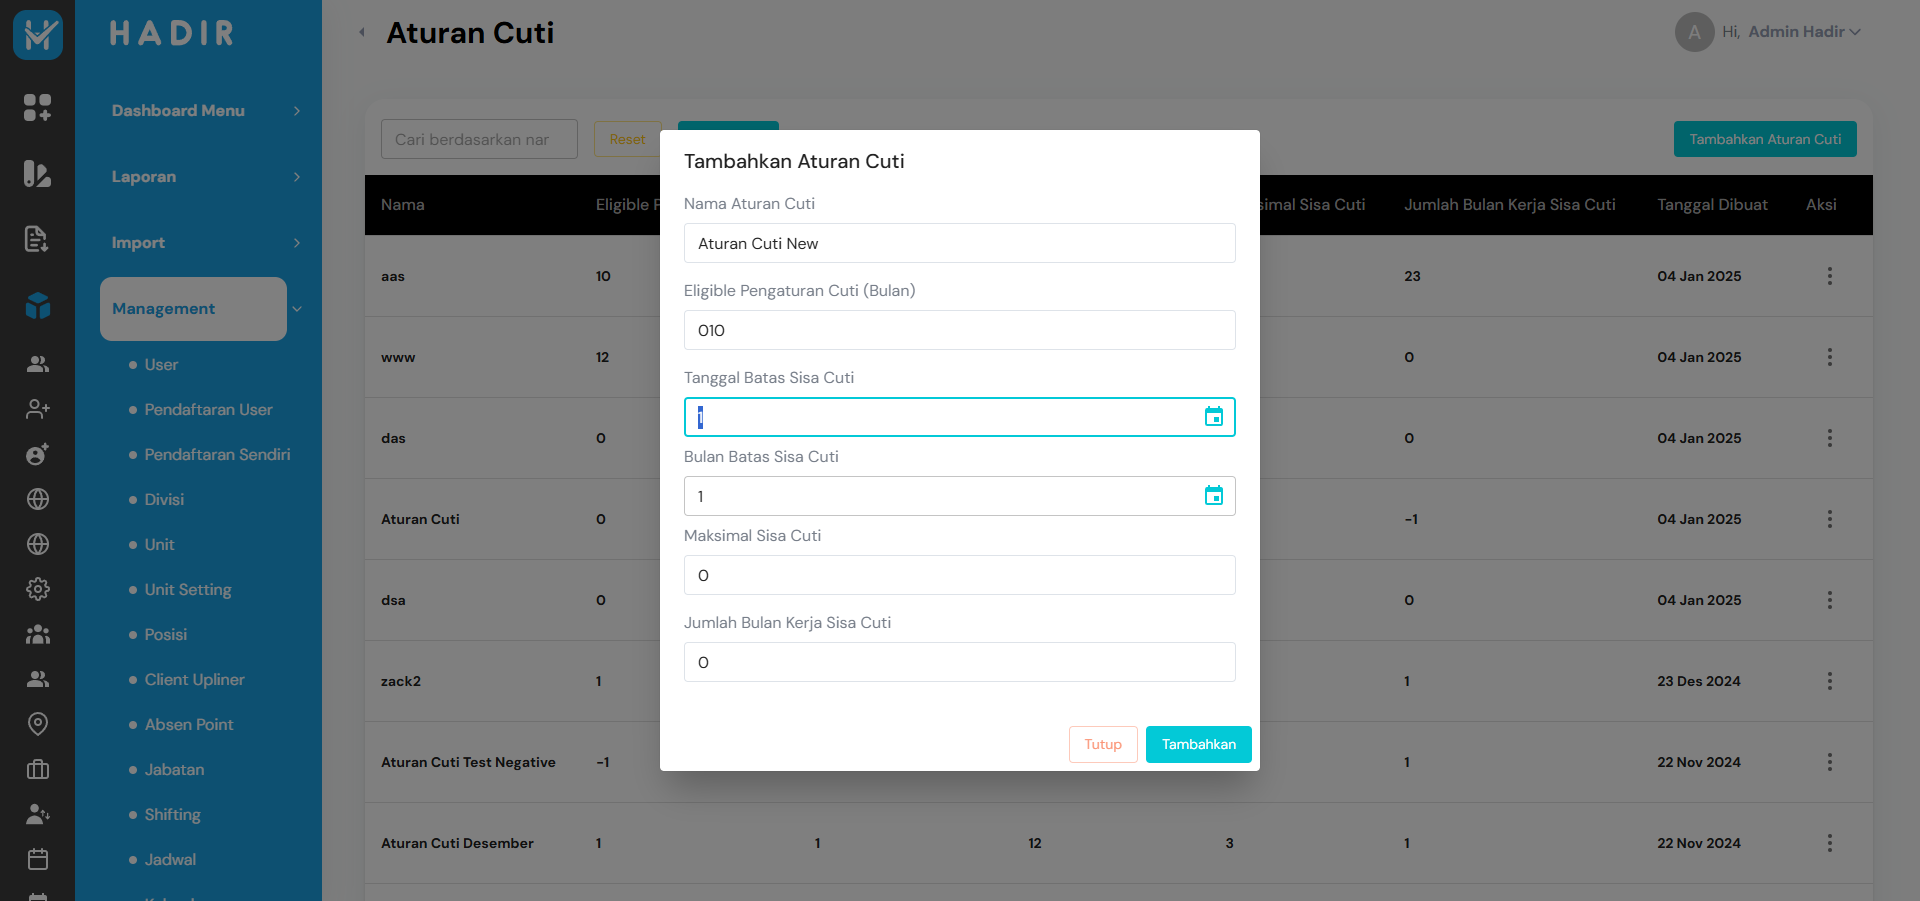 HADIR
Aturan Cuti
A
Hi, Admin Hadir
Dashboard Menu
Laporan
Import
Management
User
Pendaftaran User
Pendaftaran Sendiri
Divisi
Unit
Unit Setting
Posisi
Client Upliner
Absen Point
Jabatan
Shifting
Jadwal
Cari berdasarkan nar
Reset
Tambahkan Aturan Cuti
Nama
Eligible
Sisa Cuti
Jumlah Bulan Kerja Sisa Cuti
Tanggal Dibuat
Aksi
aas 10 23 04 Jan 2025
www 12 0 04 Jan 2025
das 0 0 04 Jan 2025
Aturan Cuti 0 -1 04 Jan 2025
dsa 0 0 04 Jan 2025
zack2 1 1 23 Des 2024
Aturan Cuti Test Negative -1 1 22 Nov 2024
Aturan Cuti Desember 1 1 12 3 1 22 Nov 2024
Tambahkan Aturan Cuti
Nama Aturan Cuti
Aturan Cuti New
Eligible Pengaturan Cuti (Bulan)
010
Tanggal Batas Sisa Cuti
1
Bulan Batas Sisa Cuti
1
Maksimal Sisa Cuti
0
Jumlah Bulan Kerja Sisa Cuti
0
Tutup
Tambahkan